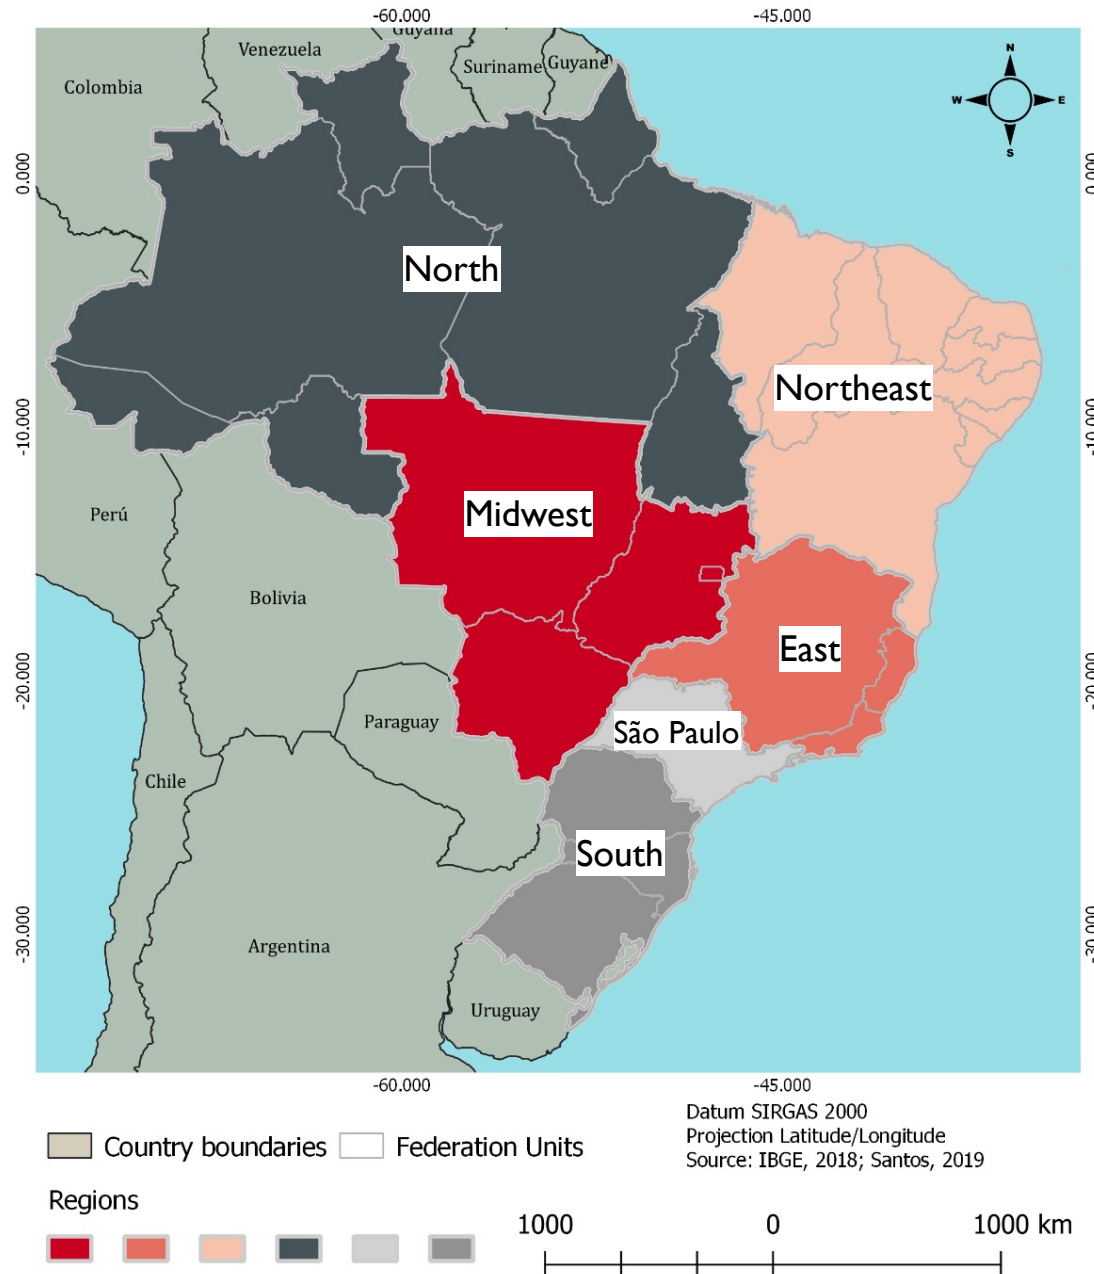 -60.000 -45.000
Guyana
Venezuela
Suriname Guyane
Colombia
N
W E
S
0.000 0.000
North
Northeast
-10.000 -10.000
Midwest
Perú
Bolivia
East
-20.000 -20.000
Paraguay
São Paulo
Chile
South
-30.000 -30.000
Argentina
Uruguay
-60.000 -45.000
Country boundaries Federation Units
Datum SIRGAS 2000
Projection Latitude/Longitude
Source: IBGE, 2018; Santos, 2019
Regions
1000 0 1000 km